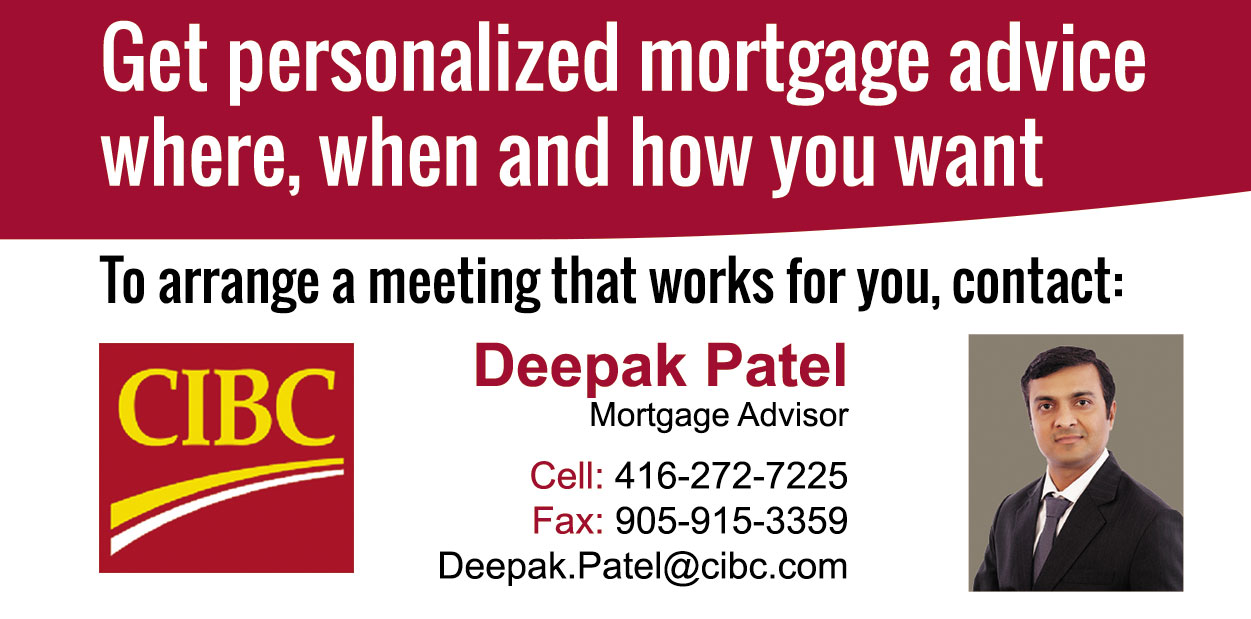 Get personalized mortgage advice
where, when and how you want
To arrange a meeting that works for you, contact:
CIBC
Deepak Patel
Mortgage Advisor
Cell: 416-272-7225
Fax: 905-915-3359
Deepak.Patel@cibc.com